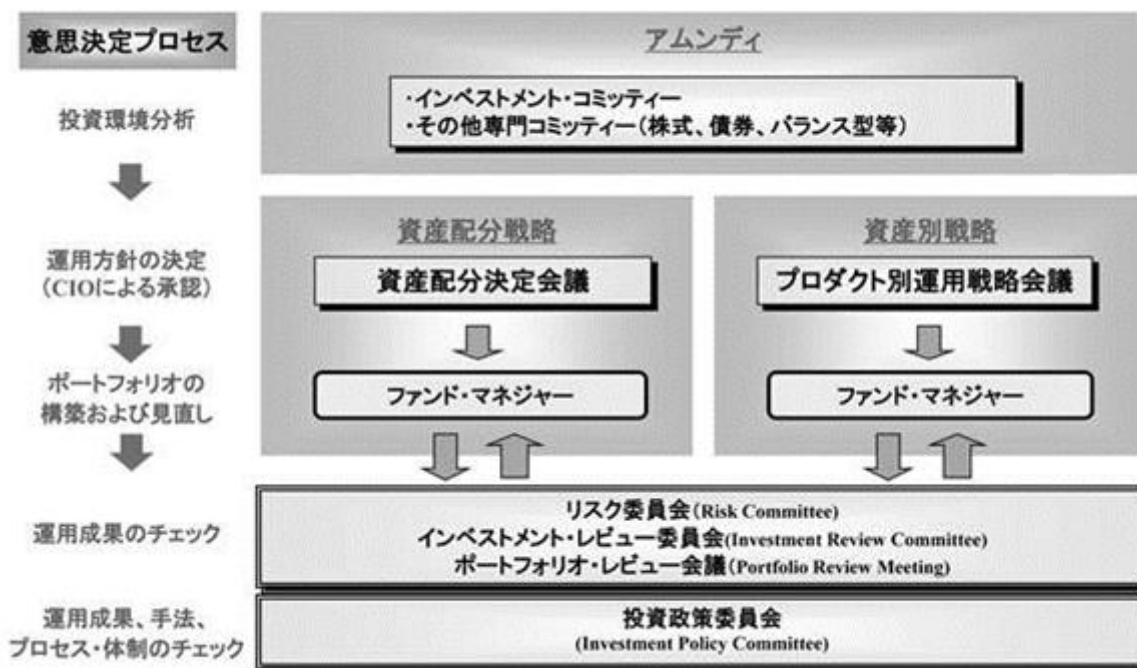 意思決定プロセス
アムンディ
・インベストメント・コミッティー
・その他専門コミッティー(株式、債券、バランス型等)
投資環境分析
資産配分戦略
資産別戦略
運用方針の決定
(CIOによる承認)
資産配分決定会議
プロダクト別運用戦略会議
ポートフォリオの
構築および見直し
ファンド・マネジャー
ファンド・マネジャー
運用成果のチェック
リスク委員会(Risk Committee)
インベストメント・レビュー委員会(Investment Review Committee)
ポートフォリオ・レビュー会議(Portfolio Review Meeting)
運用成果、手法、
プロセス・体制のチェック
投資政策委員会
(Investment Policy Committee)